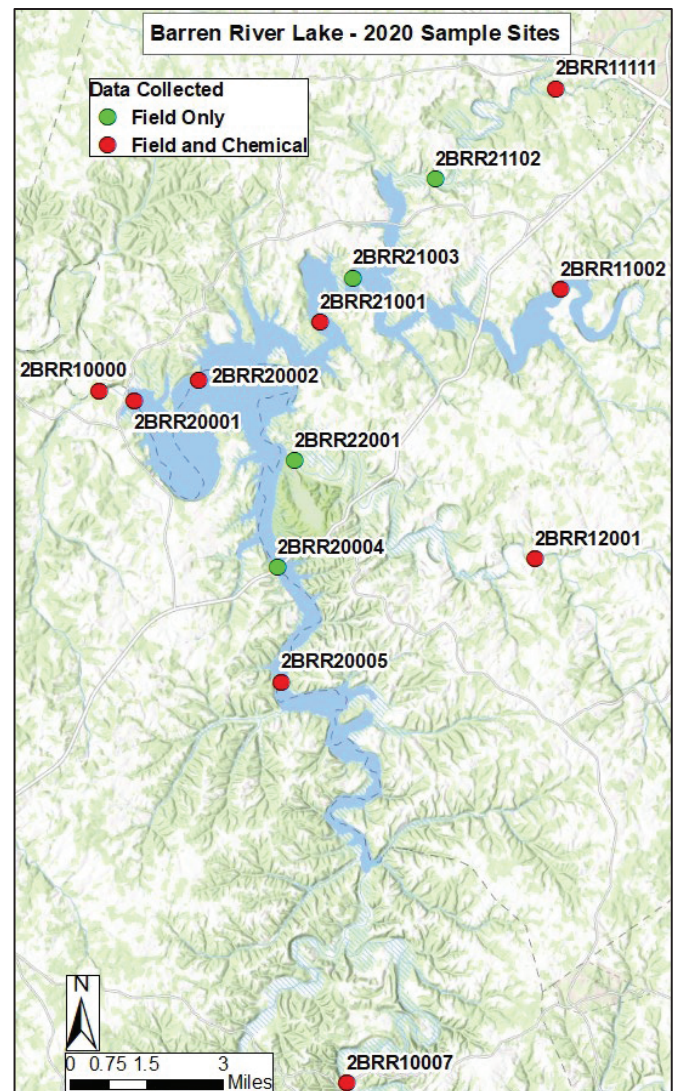 Barren River Lake - 2020 Sample Sites
Data Collected
Field Only
Field and Chemical
2BRR11111
2BRR21102
2BRR21003
2BRR11002
2BRR21001
2BRR10000
2BRR20002
2BRR20001
2BRR22001
2BRR20004
2BRR12001
2BRR20005
N
0 0.75 1.5 3
Miles
2BRR10007